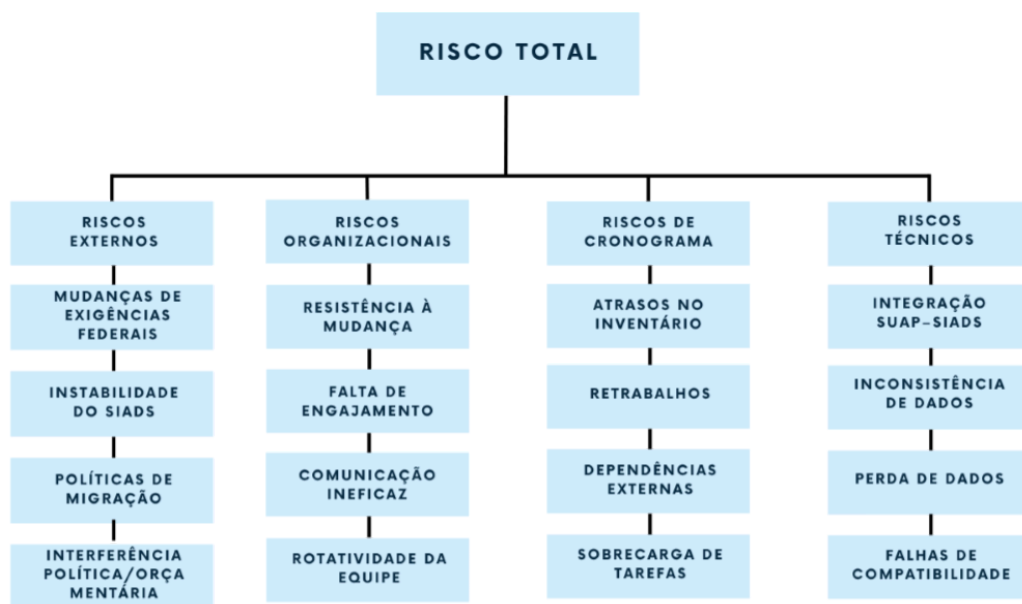 RISCO TOTAL
RISCOS
EXTERNOS
MUDANÇAS DE
EXIGÊNCIAS
FEDERAIS
INSTABILIDADE
DO SIADS
POLÍTICAS DE
MIGRAÇÃO
INTERFERÊNCIA
POLÍTICA/ORÇA
MENTÁRIA
RISCOS
ORGANIZACIONAIS
RESISTÊNCIA À
MUDANÇA
FALTA DE
ENGAJAMENTO
COMUNICAÇÃO
INEFICAZ
ROTATIVIDADE DA
EQUIPE
RISCOS DE
CRONOGRAMA
ATRASOS NO
INVENTÁRIO
RETRABALHOS
DEPENDÊNCIAS
EXTERNAS
SOBRECARGA DE
TAREFAS
RISCOS
TÉCNICOS
INTEGRAÇÃO
SUAP–SIADS
INCONSISTÊNCIA
DE DADOS
PERDA DE DADOS
FALHAS DE
COMPATIBILIDADE